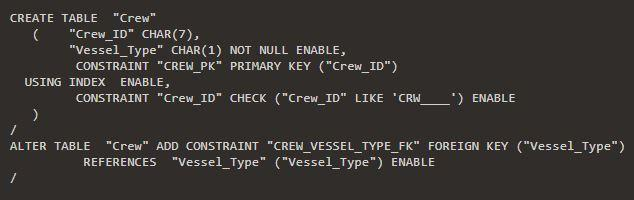 CREATE TABLE  "Crew"
   (    "Crew_ID" CHAR(7),
        "Vessel_Type" CHAR(1) NOT NULL ENABLE,
         CONSTRAINT "CREW_PK" PRIMARY KEY ("Crew_ID")
  USING INDEX  ENABLE,
         CONSTRAINT "Crew_ID" CHECK ("Crew_ID" LIKE 'CRW____') ENABLE
   )
/
ALTER TABLE  "Crew" ADD CONSTRAINT "CREW_VESSEL_TYPE_FK" FOREIGN KEY ("Vessel_Type")
          REFERENCES  "Vessel_Type" ("Vessel_Type") ENABLE
/